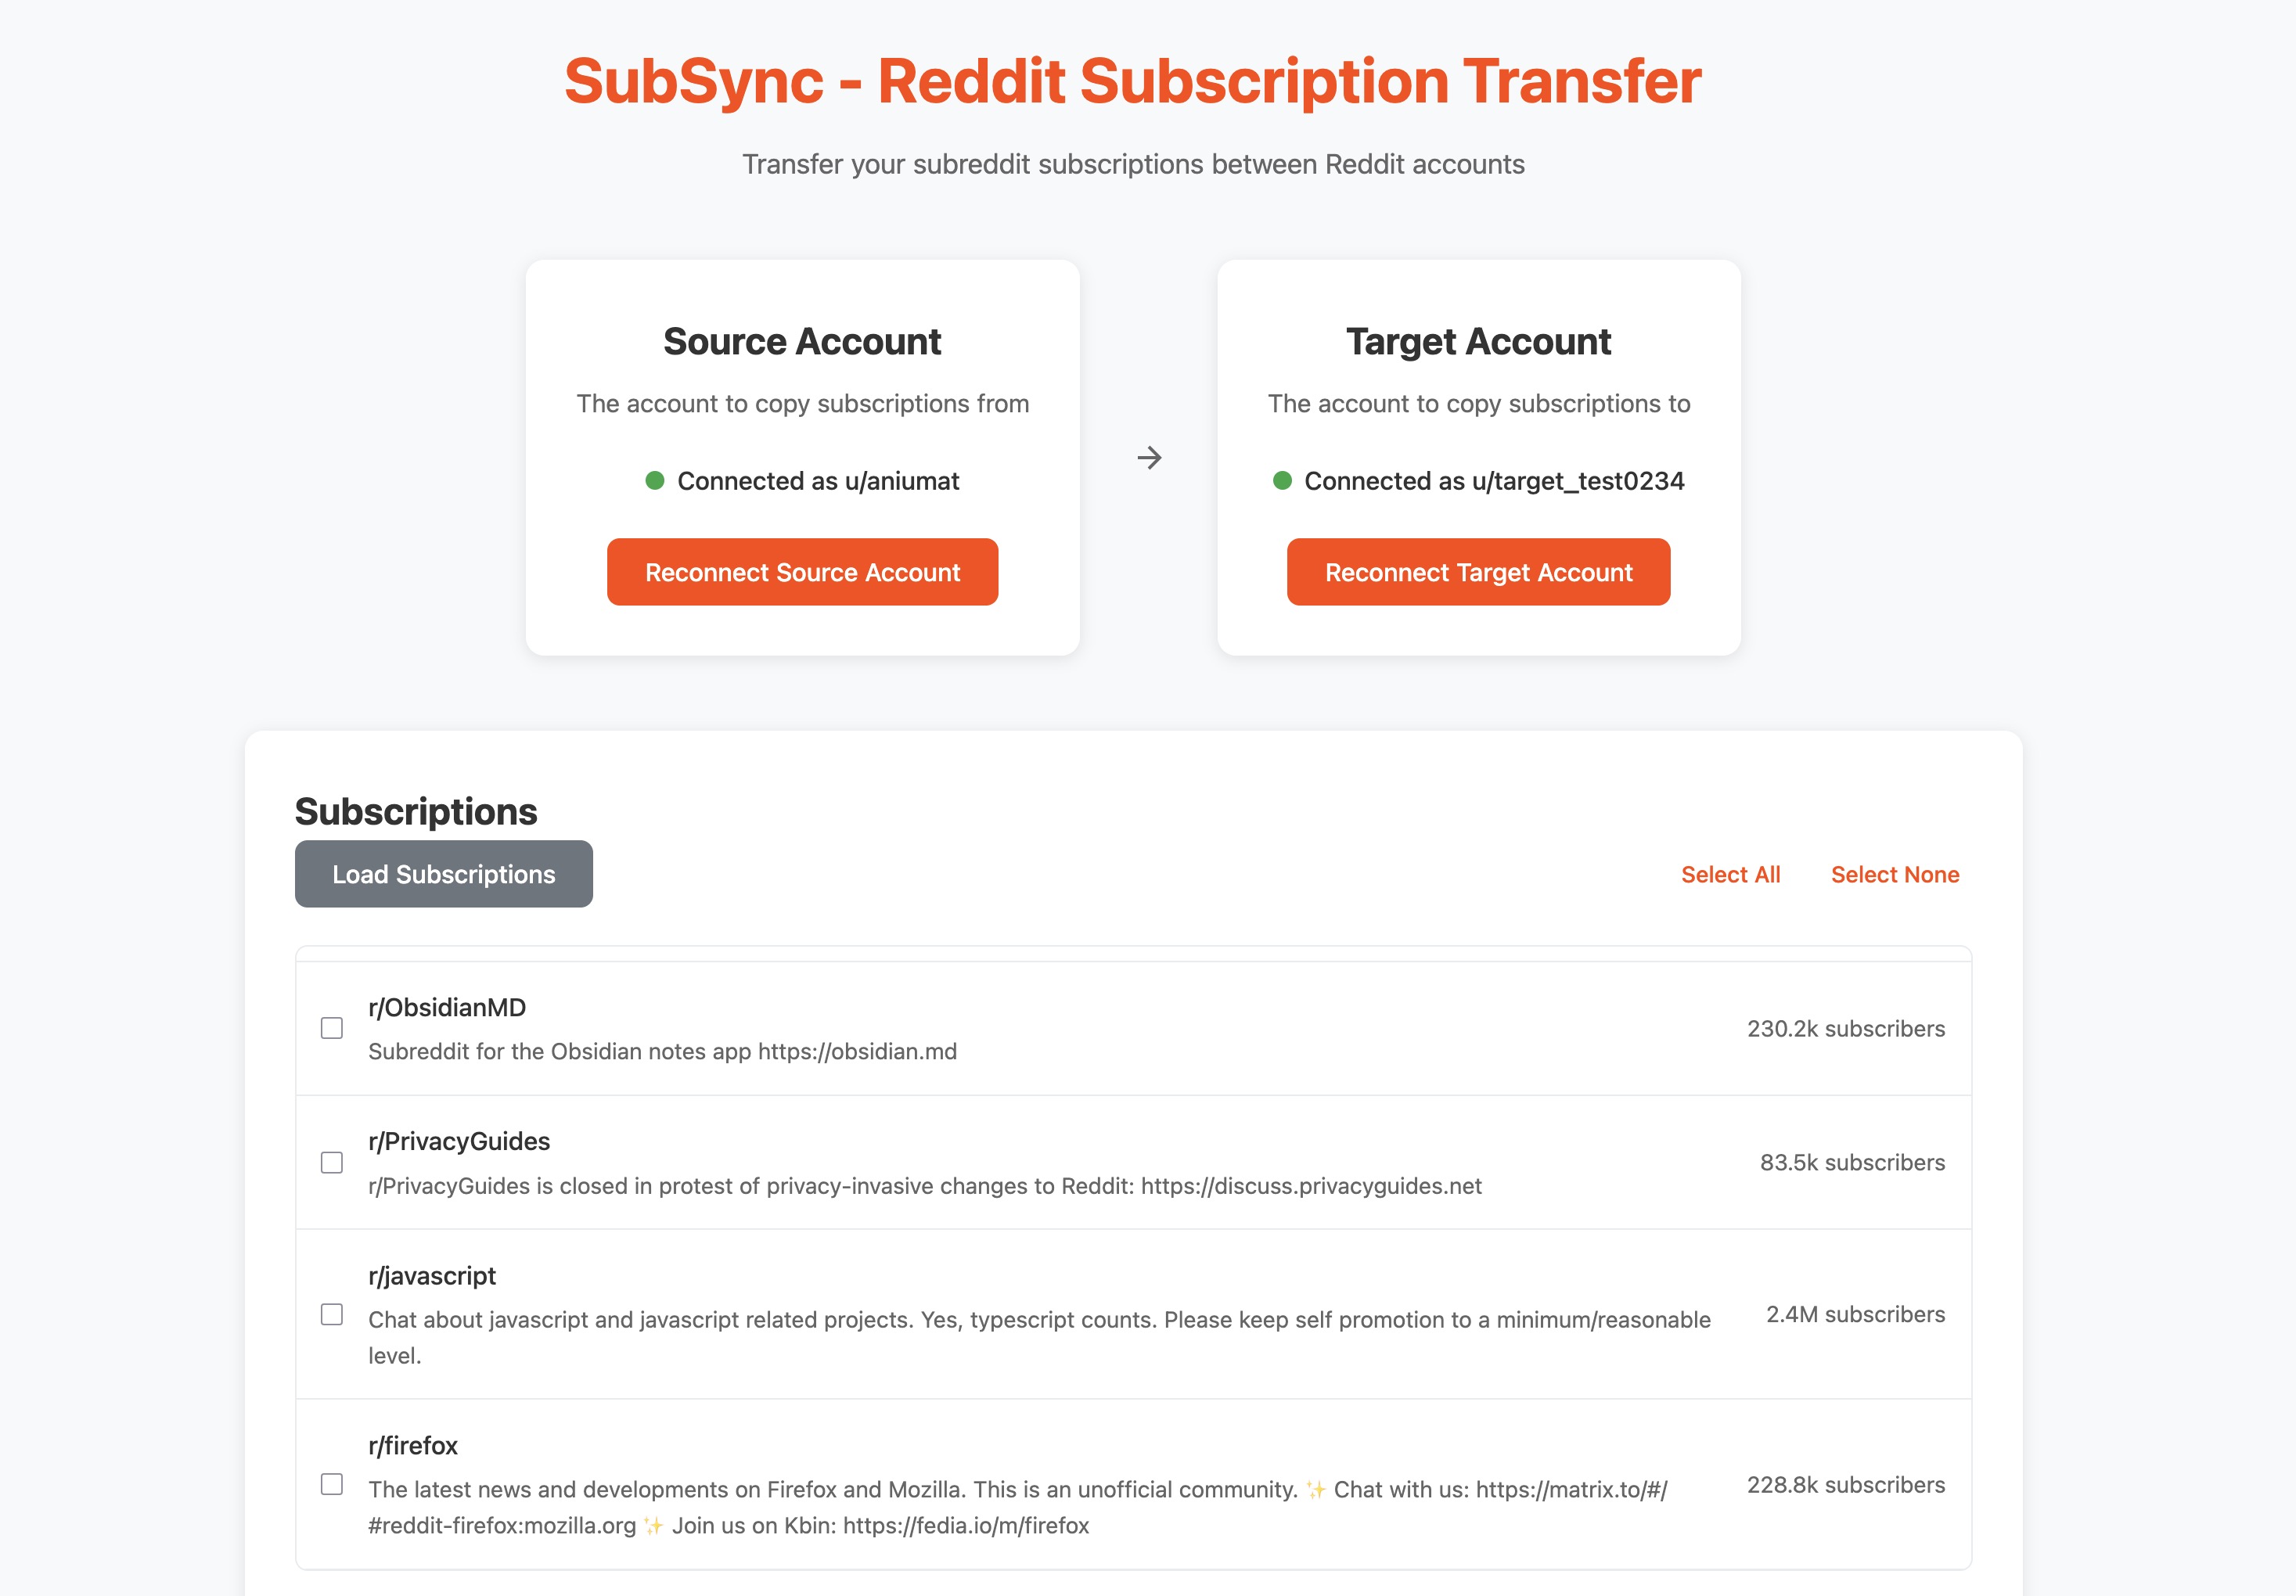 SubSync - Reddit Subscription Transfer
Transfer your subreddit subscriptions between Reddit accounts
Source Account
The account to copy subscriptions from
Connected as u/aniumat
Reconnect Source Account
→
Target Account
The account to copy subscriptions to
Connected as u/target_test0234
Reconnect Target Account
Subscriptions
Load Subscriptions
Select All
Select None
r/ObsidianMD
Subreddit for the Obsidian notes app https://obsidian.md
230.2k subscribers
r/PrivacyGuides
r/PrivacyGuides is closed in protest of privacy-invasive changes to Reddit: https://discuss.privacyguides.net
83.5k subscribers
r/javascript
Chat about javascript and javascript related projects. Yes, typescript counts. Please keep self promotion to a minimum/reasonable
level.
2.4M subscribers
r/firefox
The latest news and developments on Firefox and Mozilla. This is an unofficial community. ✨ Chat with us: https://matrix.to/#/
#reddit-firefox:mozilla.org ✨ Join us on Kbin: https://fedia.io/m/firefox
228.8k subscribers